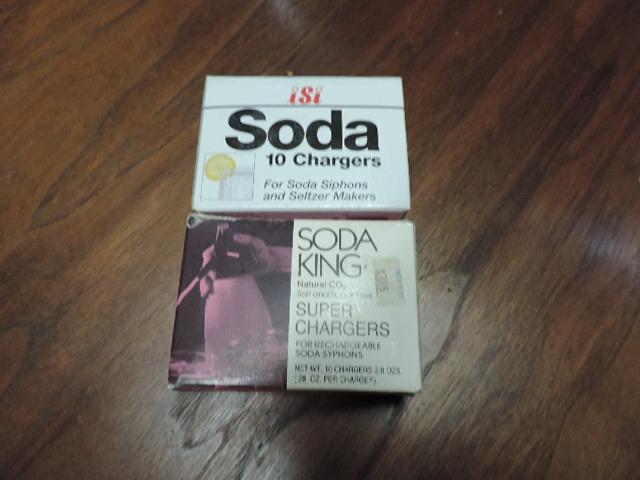 iSi
Soda
10 Chargers
For Soda Siphons
and Seltzer Makers
SODA
KING
Natural CO₂
SUPER
CHARGERS
FOR RECHARGEABLE
SODA SYPHONS
NET WT. 10 CHARGERS 2.8 OZS.
(.28 OZ. PER CHARGER)